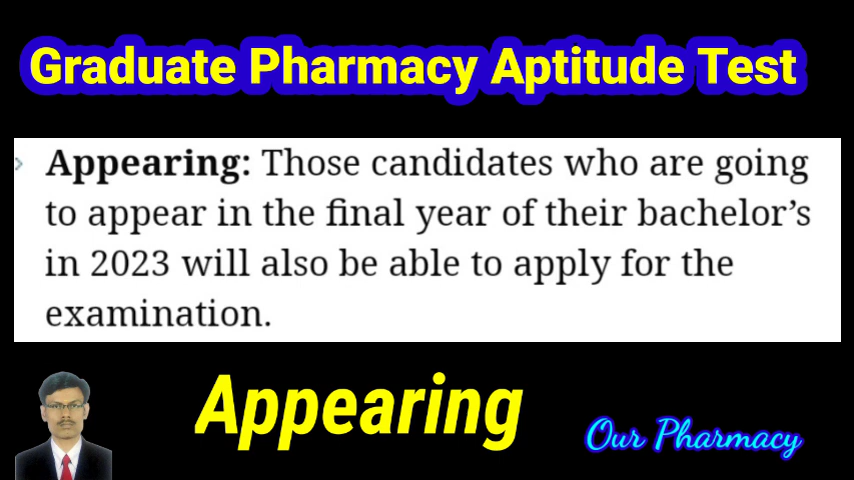 Graduate Pharmacy Aptitude Test
Appearing: Those candidates who are going
to appear in the final year of their bachelor’s
in 2023 will also be able to apply for the
examination.
Appearing
Our Pharmacy